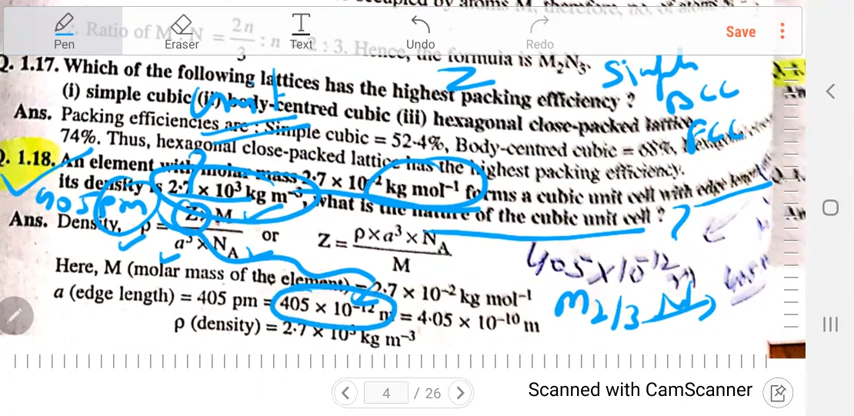 Ratio of M : N = 2n/3 : n = 2 : 3. Hence, the formula is M₂N₃.
Pen
Eraser
Text
Undo
Redo
Save
Simple
Z
BCC
FCC
Q. 1.17. Which of the following lattices has the highest packing efficiency ?
(i) simple cubic (ii) body-centred cubic (iii) hexagonal close-packed lattice
Ans. Packing efficiencies are : Simple cubic = 52·4%, Body-centred cubic = 68%,
74%. Thus, hexagonal close-packed lattice has the highest packing efficiency.
Q. 1.18. An element with molar mass 2·7 × 10⁻² kg mol⁻¹ forms a cubic unit cell with edge length
405 pm
its density is 2·7 × 10³ kg m⁻³, what is the nature of the cubic unit cell ?
?
Ans. Density, ρ = Z × M / a³ × N_A or Z = ρ × a³ × N_A / M
405 × 10⁻¹² m
Here, M (molar mass of the element) = 2·7 × 10⁻² kg mol⁻¹
a (edge length) = 405 pm = 405 × 10⁻¹² m = 4·05 × 10⁻¹⁰ m
M 2/3 N
ρ (density) = 2·7 × 10³ kg m⁻³
4 / 26
Scanned with CamScanner